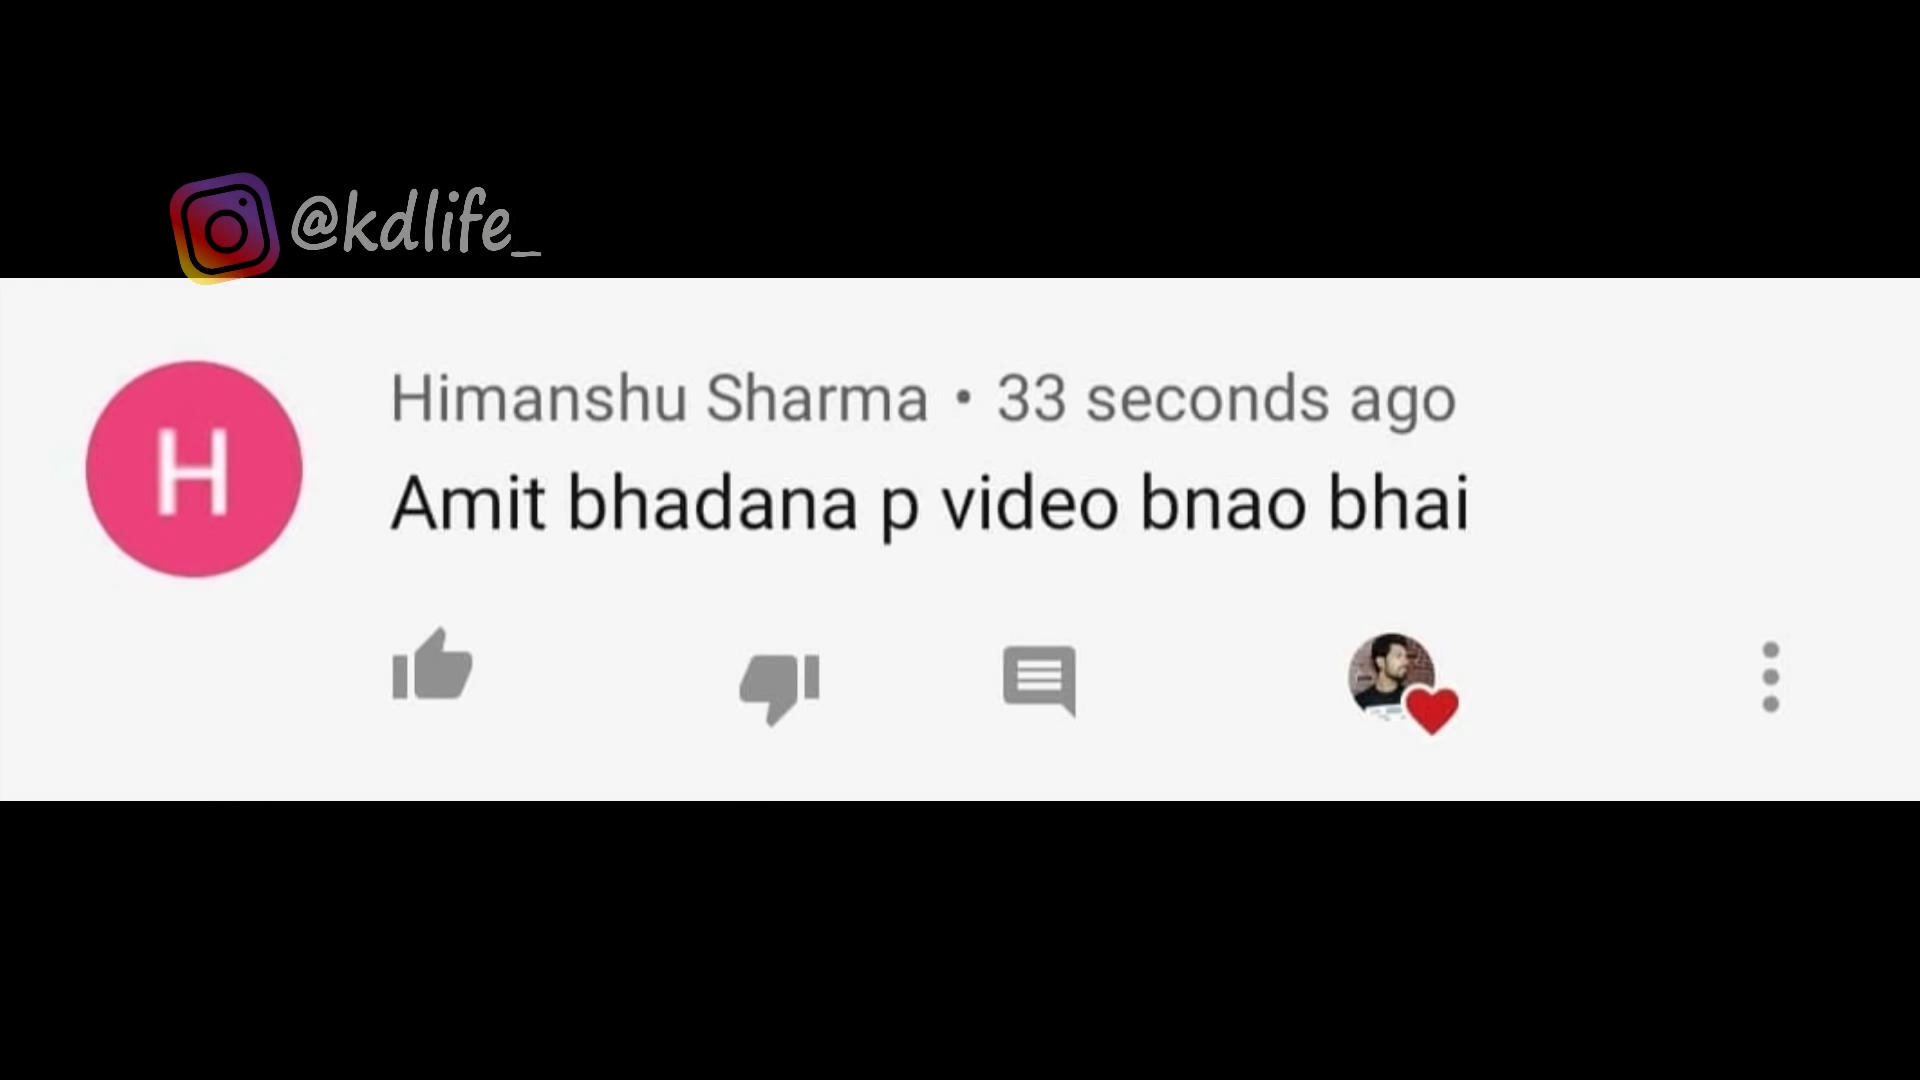 @kdlife_
H
Himanshu Sharma • 33 seconds ago
Amit bhadana p video bnao bhai